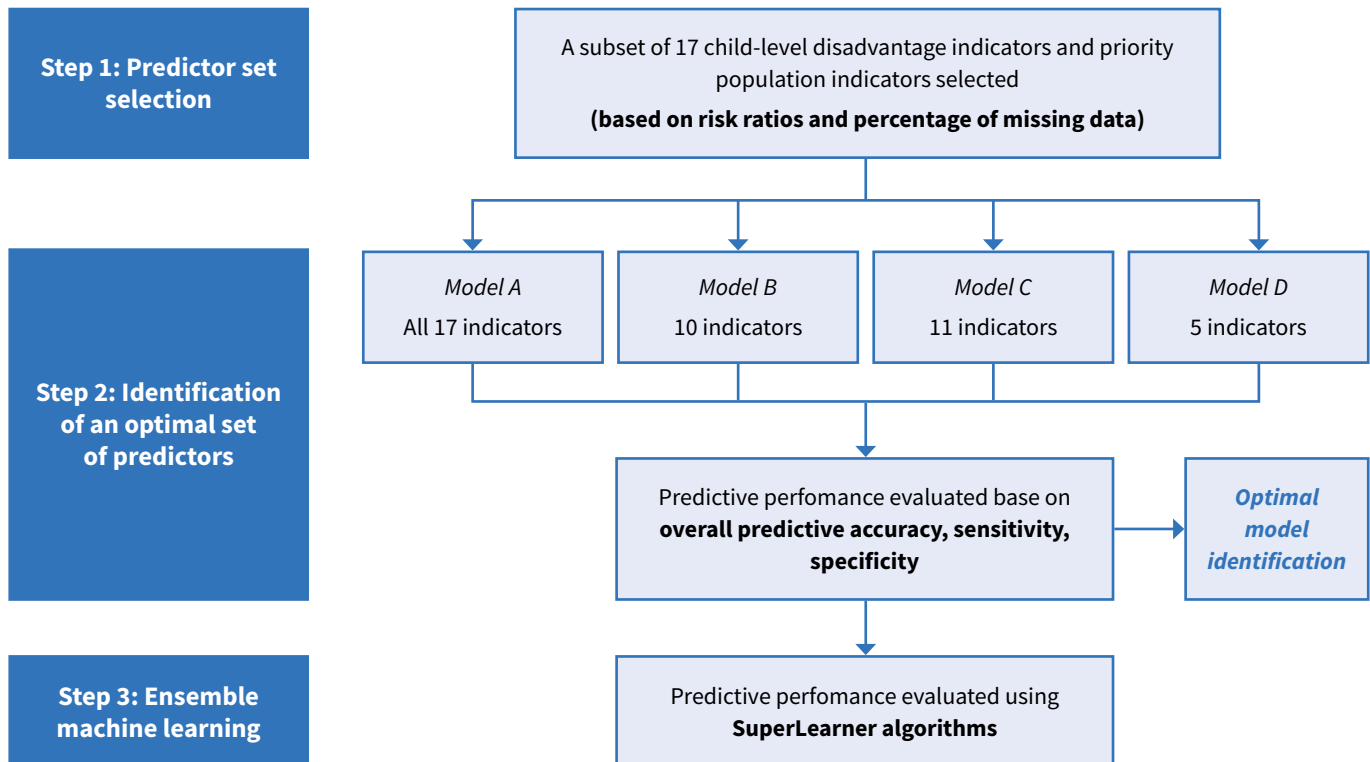 Step 1: Predictor set
selection
A subset of 17 child-level disadvantage indicators and priority
population indicators selected
(based on risk ratios and percentage of missing data)
Step 2: Identification
of an optimal set
of predictors
Model A
All 17 indicators
Model B
10 indicators
Model C
11 indicators
Model D
5 indicators
Predictive perfomance evaluated base on
overall predictive accuracy, sensitivity,
specificity
Optimal
model
identification
Step 3: Ensemble
machine learning
Predictive perfomance evaluated using
SuperLearner algorithms